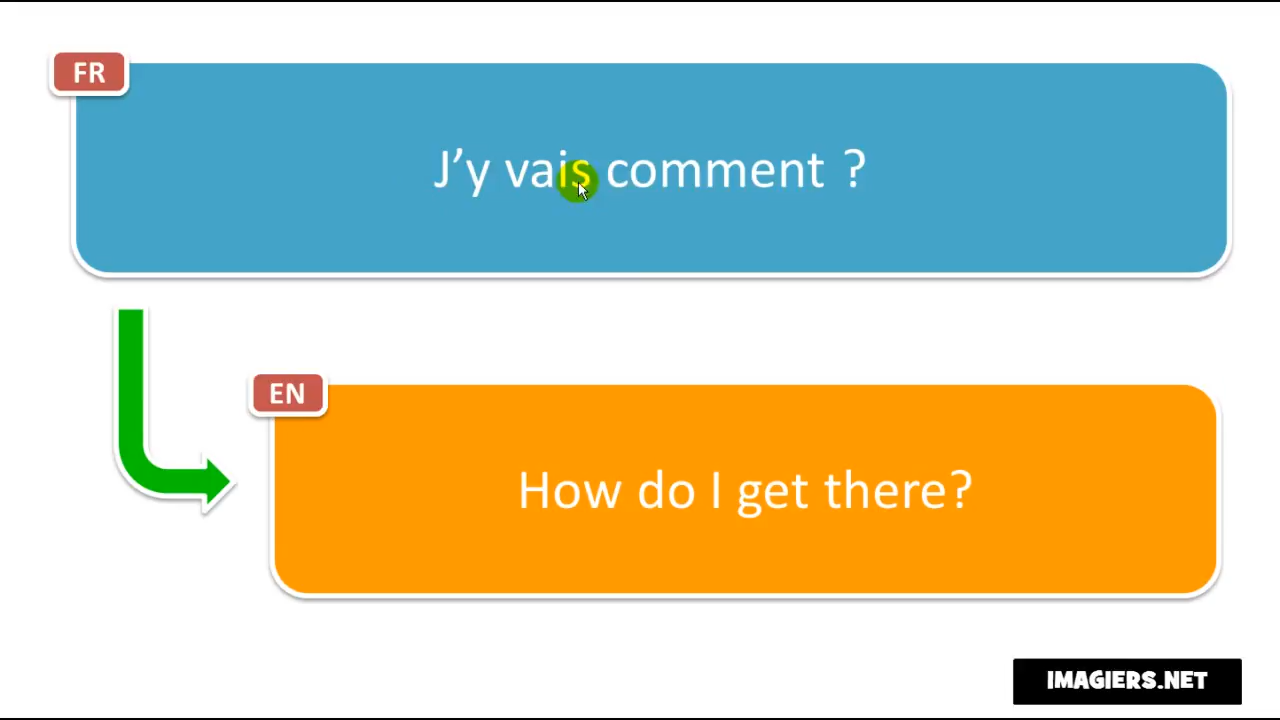 FR
J’y vais comment ?
EN
How do I get there?
IMAGIERS.NET